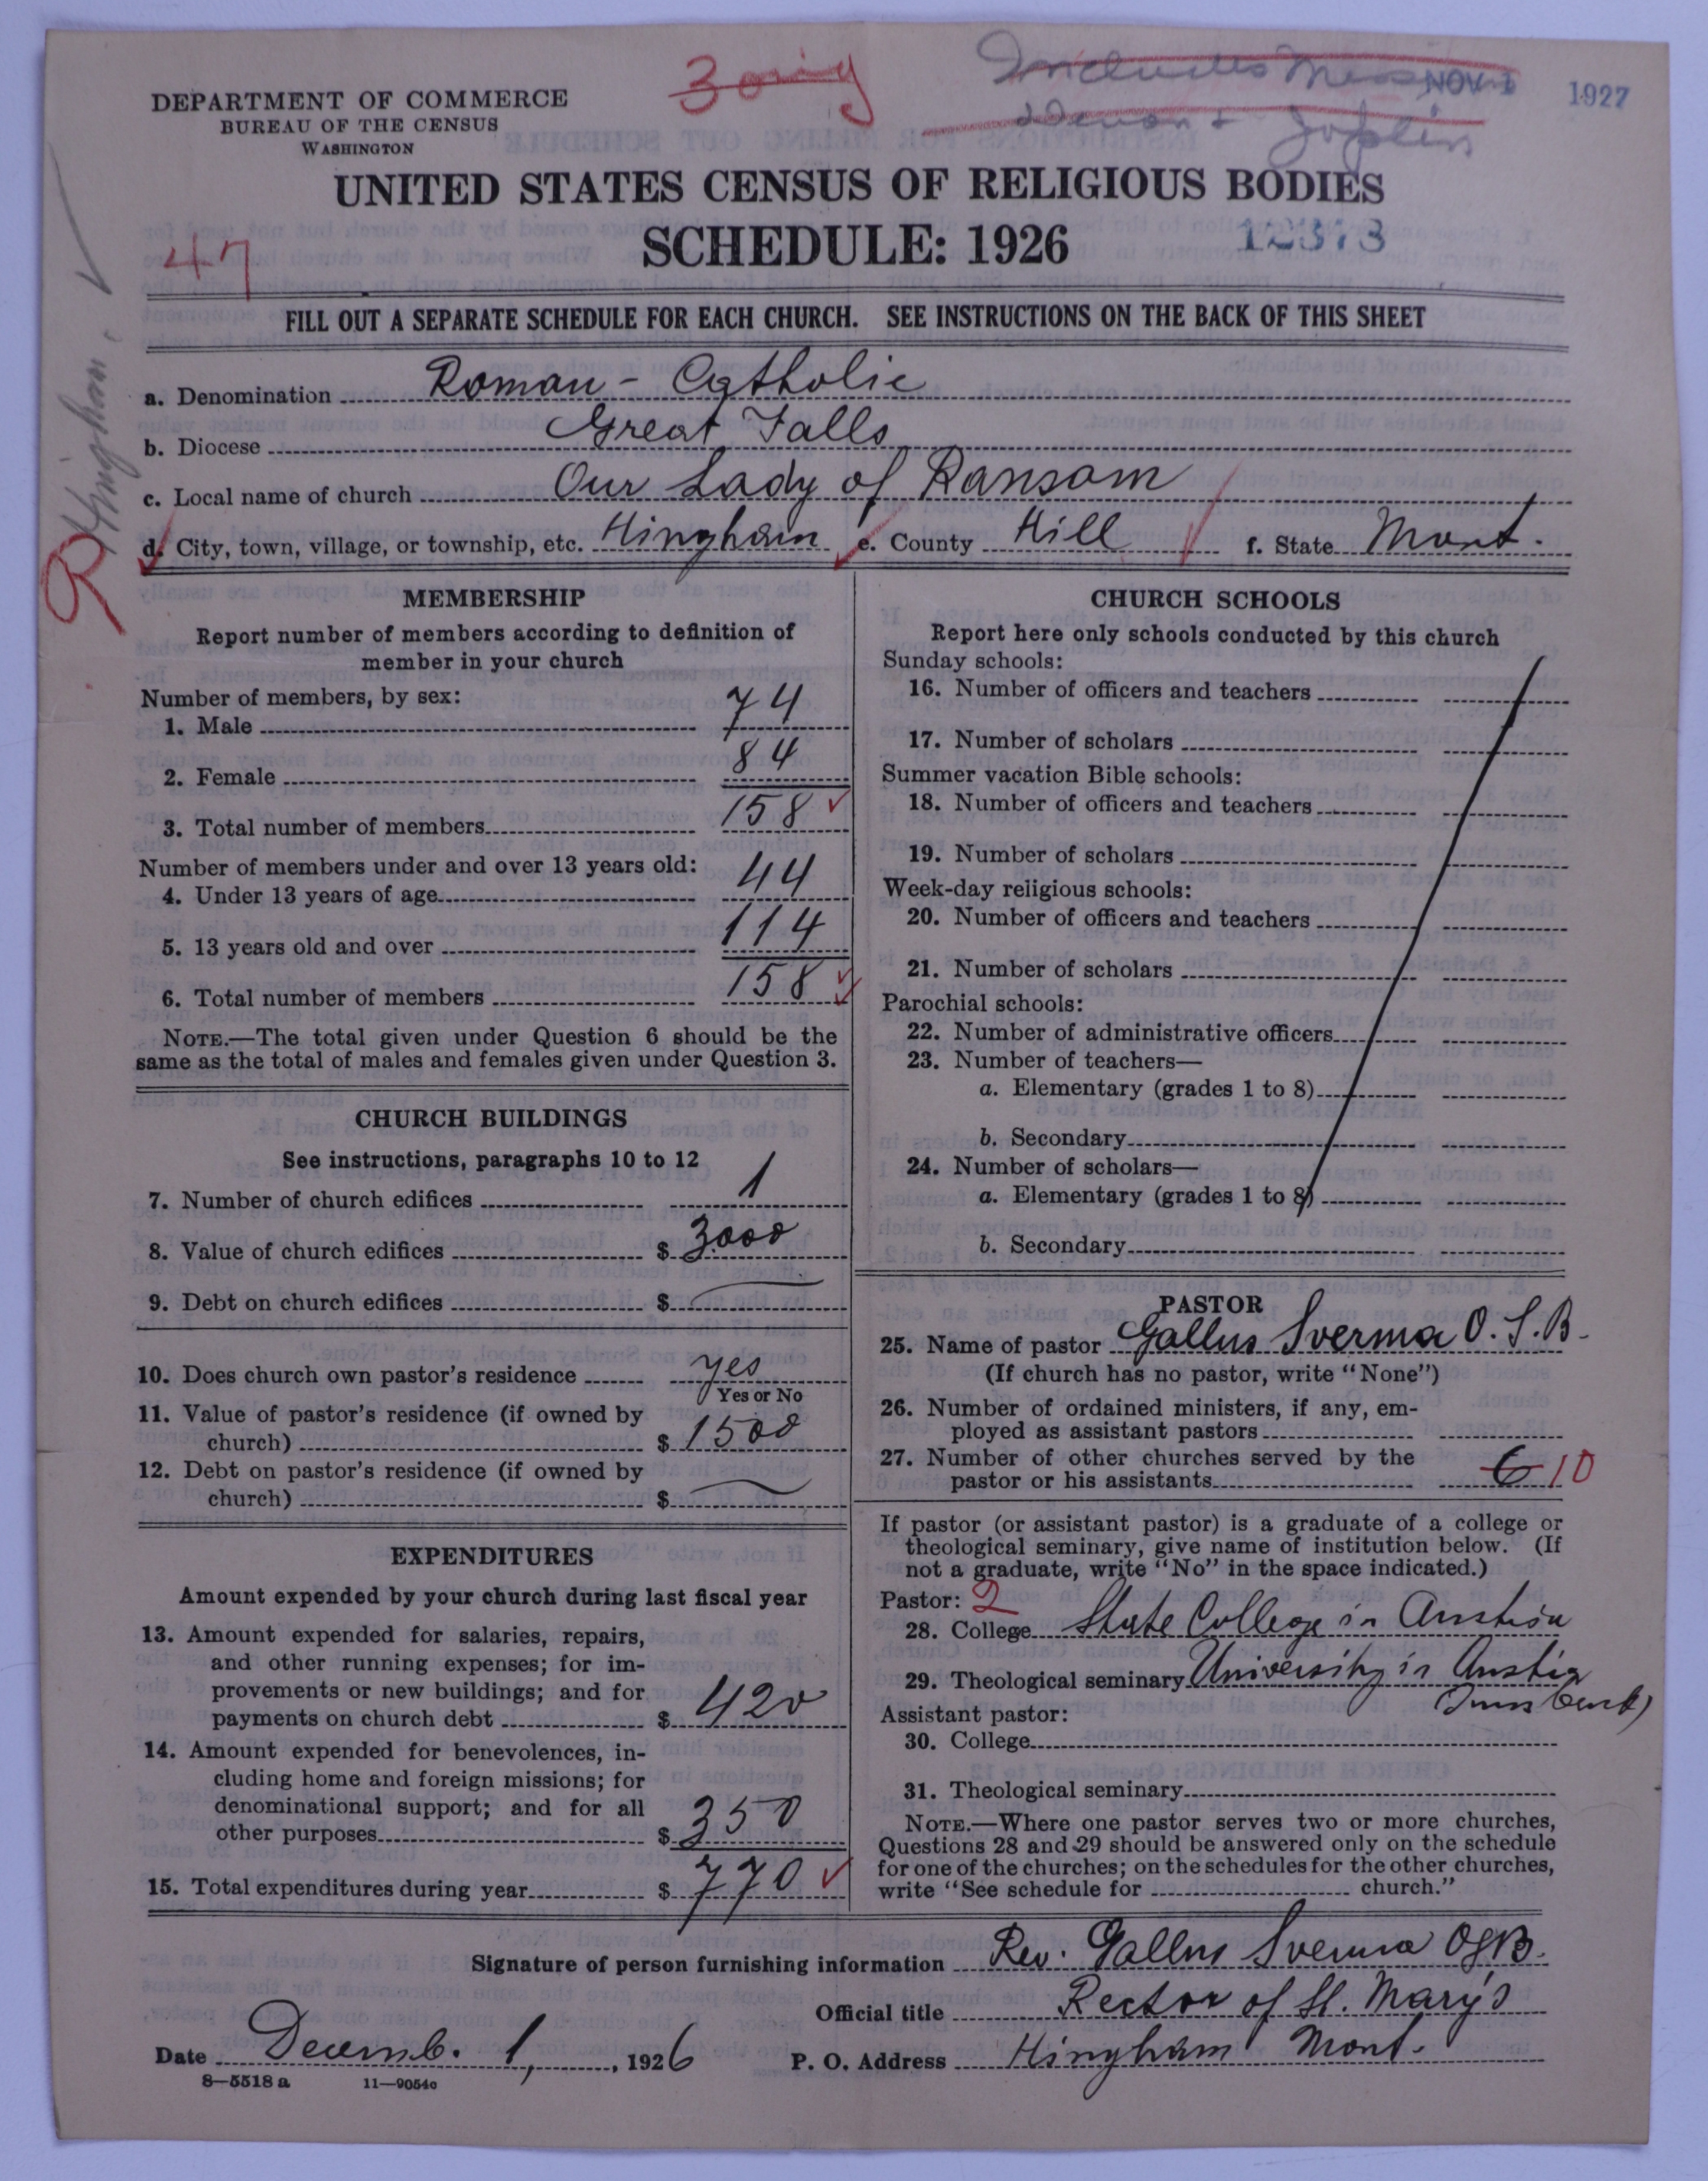 3 orig
Includes Missions
Devon + Joplin
NOV 1 1927
DEPARTMENT OF COMMERCE
BUREAU OF THE CENSUS
WASHINGTON
UNITED STATES CENSUS OF RELIGIOUS BODIES
SCHEDULE: 1926
12373
47
Hingham
R
FILL OUT A SEPARATE SCHEDULE FOR EACH CHURCH. SEE INSTRUCTIONS ON THE BACK OF THIS SHEET
a. Denomination Roman - Catholic
b. Diocese Great Falls
c. Local name of church Our Lady of Ransom
d. City, town, village, or township, etc. Hingham e. County Hill f. State Mont.
MEMBERSHIP
Report number of members according to definition of
member in your church
Number of members, by sex:
1. Male 74
2. Female 84
3. Total number of members 158
Number of members under and over 13 years old:
4. Under 13 years of age 44
5. 13 years old and over 114
6. Total number of members 158
NOTE.—The total given under Question 6 should be the
same as the total of males and females given under Question 3.
CHURCH BUILDINGS
See instructions, paragraphs 10 to 12
7. Number of church edifices 1
8. Value of church edifices $ 3000
9. Debt on church edifices $ —
10. Does church own pastor's residence yes
Yes or No
11. Value of pastor's residence (if owned by
church) $ 1500
12. Debt on pastor's residence (if owned by
church) $ —
EXPENDITURES
Amount expended by your church during last fiscal year
13. Amount expended for salaries, repairs,
and other running expenses; for im-
provements or new buildings; and for
payments on church debt $ 420
14. Amount expended for benevolences, in-
cluding home and foreign missions; for
denominational support; and for all
other purposes $ 350
15. Total expenditures during year $ 770
CHURCH SCHOOLS
Report here only schools conducted by this church
Sunday schools:
16. Number of officers and teachers
17. Number of scholars
Summer vacation Bible schools:
18. Number of officers and teachers
19. Number of scholars
Week-day religious schools:
20. Number of officers and teachers
21. Number of scholars
Parochial schools:
22. Number of administrative officers
23. Number of teachers—
a. Elementary (grades 1 to 8)
b. Secondary
24. Number of scholars—
a. Elementary (grades 1 to 8)
b. Secondary
PASTOR
25. Name of pastor Gallus Sverma O. S. B.
(If church has no pastor, write "None")
26. Number of ordained ministers, if any, em-
ployed as assistant pastors
27. Number of other churches served by the
pastor or his assistants 6 10
If pastor (or assistant pastor) is a graduate of a college or
theological seminary, give name of institution below. (If
not a graduate, write "No" in the space indicated.)
Pastor: 2
28. College State College in Austria
29. Theological seminary University in Austria
Assistant pastor:
30. College
31. Theological seminary
NOTE.—Where one pastor serves two or more churches,
Questions 28 and 29 should be answered only on the schedule
for one of the churches; on the schedules for the other churches,
write "See schedule for church."
Signature of person furnishing information Rev. Gallus Sverma OSB.
Official title Rector of St. Mary's
Date Decemb. 1, 1926 P. O. Address Hingham Mont.
8—5518 a 11—9054c